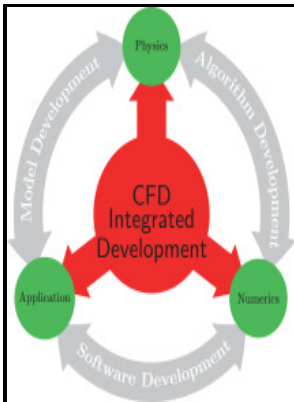 Physics
Model Development
Algorithm Development
CFD
Integrated
Development
Application
Numerics
Software Development